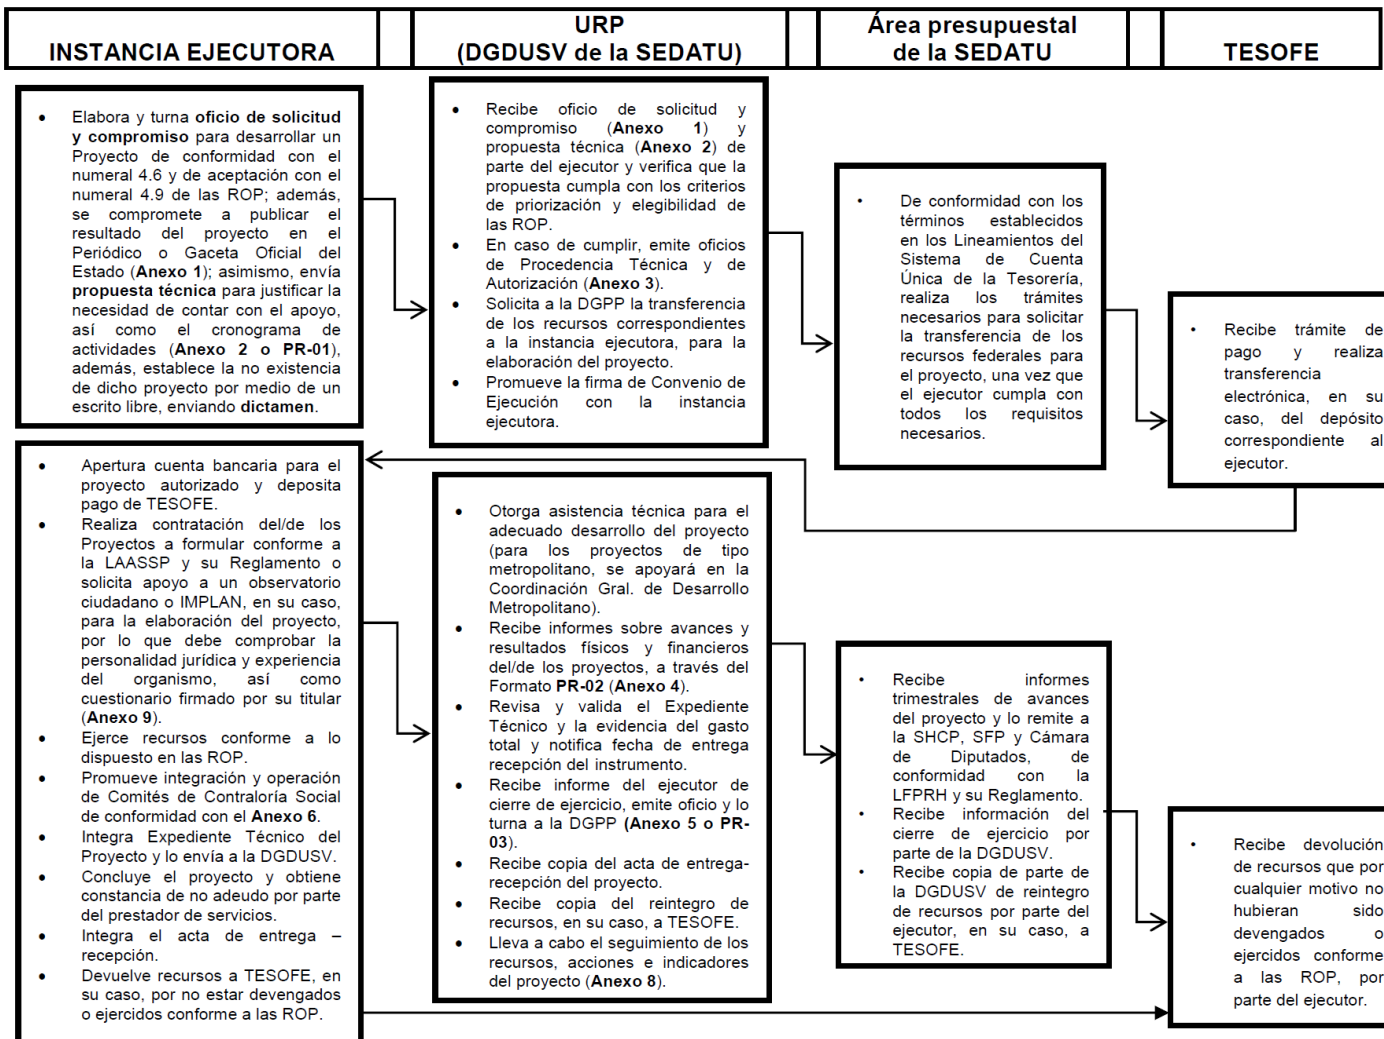 INSTANCIA EJECUTORA
URP
(DGDUSV de la SEDATU)
Área presupuestal
de la SEDATU
TESOFE
• Elabora y turna oficio de solicitud
y compromiso para desarrollar un
Proyecto de conformidad con el
numeral 4.6 y de aceptación con el
numeral 4.9 de las ROP; además,
se compromete a publicar el
resultado del proyecto en el
Periódico o Gaceta Oficial del
Estado (Anexo 1); asimismo, envía
propuesta técnica para justificar la
necesidad de contar con el apoyo,
así como el cronograma de
actividades (Anexo 2 o PR-01),
además, establece la no existencia
de dicho proyecto por medio de un
escrito libre, enviando dictamen.
• Recibe oficio de solicitud y
compromiso (Anexo 1) y
propuesta técnica (Anexo 2) de
parte del ejecutor y verifica que la
propuesta cumpla con los criterios
de priorización y elegibilidad de
las ROP.
• En caso de cumplir, emite oficios
de Procedencia Técnica y de
Autorización (Anexo 3).
• Solicita a la DGPP la transferencia
de los recursos correspondientes
a la instancia ejecutora, para la
elaboración del proyecto.
• Promueve la firma de Convenio de
Ejecución con la instancia
ejecutora.
• De conformidad con los
términos establecidos
en los Lineamientos del
Sistema de Cuenta
Única de la Tesorería,
realiza los trámites
necesarios para solicitar
la transferencia de los
recursos federales para
el proyecto, una vez que
el ejecutor cumpla con
todos los requisitos
necesarios.
• Recibe trámite de
pago y realiza
transferencia
electrónica, en su
caso, del depósito
correspondiente al
ejecutor.
• Apertura cuenta bancaria para el
proyecto autorizado y deposita
pago de TESOFE.
• Realiza contratación del/de los
Proyectos a formular conforme a
la LAASSP y su Reglamento o
solicita apoyo a un observatorio
ciudadano o IMPLAN, en su caso,
para la elaboración del proyecto,
por lo que debe comprobar la
personalidad jurídica y experiencia
del organismo, así como
cuestionario firmado por su titular
(Anexo 9).
• Ejerce recursos conforme a lo
dispuesto en las ROP.
• Promueve integración y operación
de Comités de Contraloría Social
de conformidad con el Anexo 6.
• Integra Expediente Técnico del
Proyecto y lo envía a la DGDUSV.
• Concluye el proyecto y obtiene
constancia de no adeudo por parte
del prestador de servicios.
• Integra el acta de entrega –
recepción.
• Devuelve recursos a TESOFE, en
su caso, por no estar devengados
o ejercidos conforme a las ROP.
• Otorga asistencia técnica para el
adecuado desarrollo del proyecto
(para los proyectos de tipo
metropolitano, se apoyará en la
Coordinación Gral. de Desarrollo
Metropolitano).
• Recibe informes sobre avances y
resultados físicos y financieros
del/de los proyectos, a través del
Formato PR-02 (Anexo 4).
• Revisa y valida el Expediente
Técnico y la evidencia del gasto
total y notifica fecha de entrega
recepción del instrumento.
• Recibe informe del ejecutor de
cierre de ejercicio, emite oficio y lo
turna a la DGPP (Anexo 5 o PR-
03).
• Recibe copia del acta de entrega-
recepción del proyecto.
• Recibe copia del reintegro de
recursos, en su caso, a TESOFE.
• Lleva a cabo el seguimiento de los
recursos, acciones e indicadores
del proyecto (Anexo 8).
• Recibe informes
trimestrales de avances
del proyecto y lo remite a
la SHCP, SFP y Cámara
de Diputados, de
conformidad con la
LFPRH y su Reglamento.
• Recibe información del
cierre de ejercicio por
parte de la DGDUSV.
• Recibe copia de parte de
la DGDUSV de reintegro
de recursos por parte del
ejecutor, en su caso, a
TESOFE.
• Recibe devolución
de recursos que por
cualquier motivo no
hubieran sido
devengados o
ejercidos conforme
a las ROP, por
parte del ejecutor.